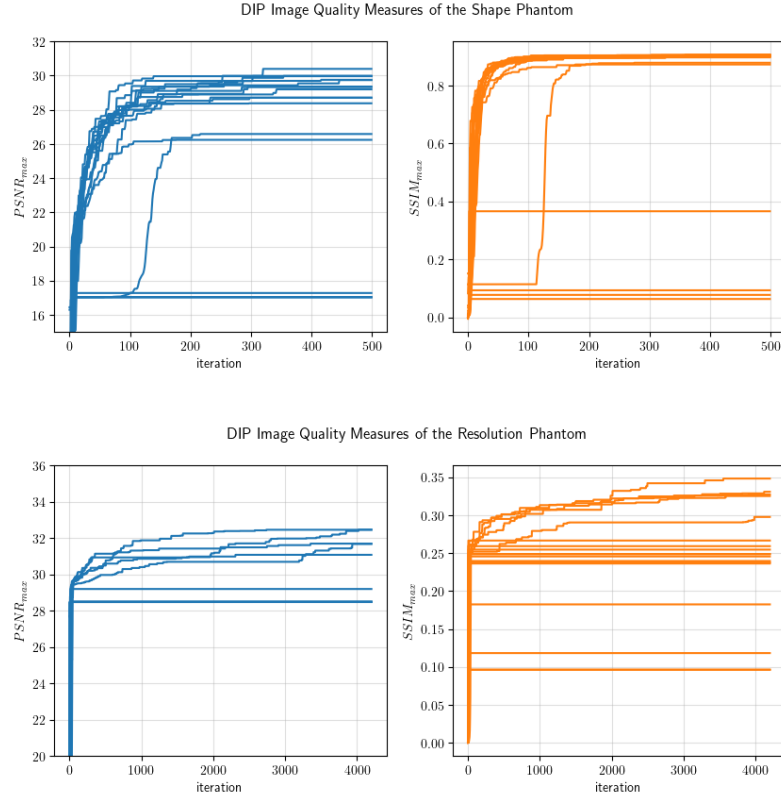 DIP Image Quality Measures of the Shape Phantom
32
30
28
26
24
22
20
18
16
PSNR_max
0 100 200 300 400 500
iteration
0.8
0.6
0.4
0.2
0.0
SSIM_max
0 100 200 300 400 500
iteration
DIP Image Quality Measures of the Resolution Phantom
36
34
32
30
28
26
24
22
20
PSNR_max
0 1000 2000 3000 4000
iteration
0.35
0.30
0.25
0.20
0.15
0.10
0.05
0.00
SSIM_max
0 1000 2000 3000 4000
iteration